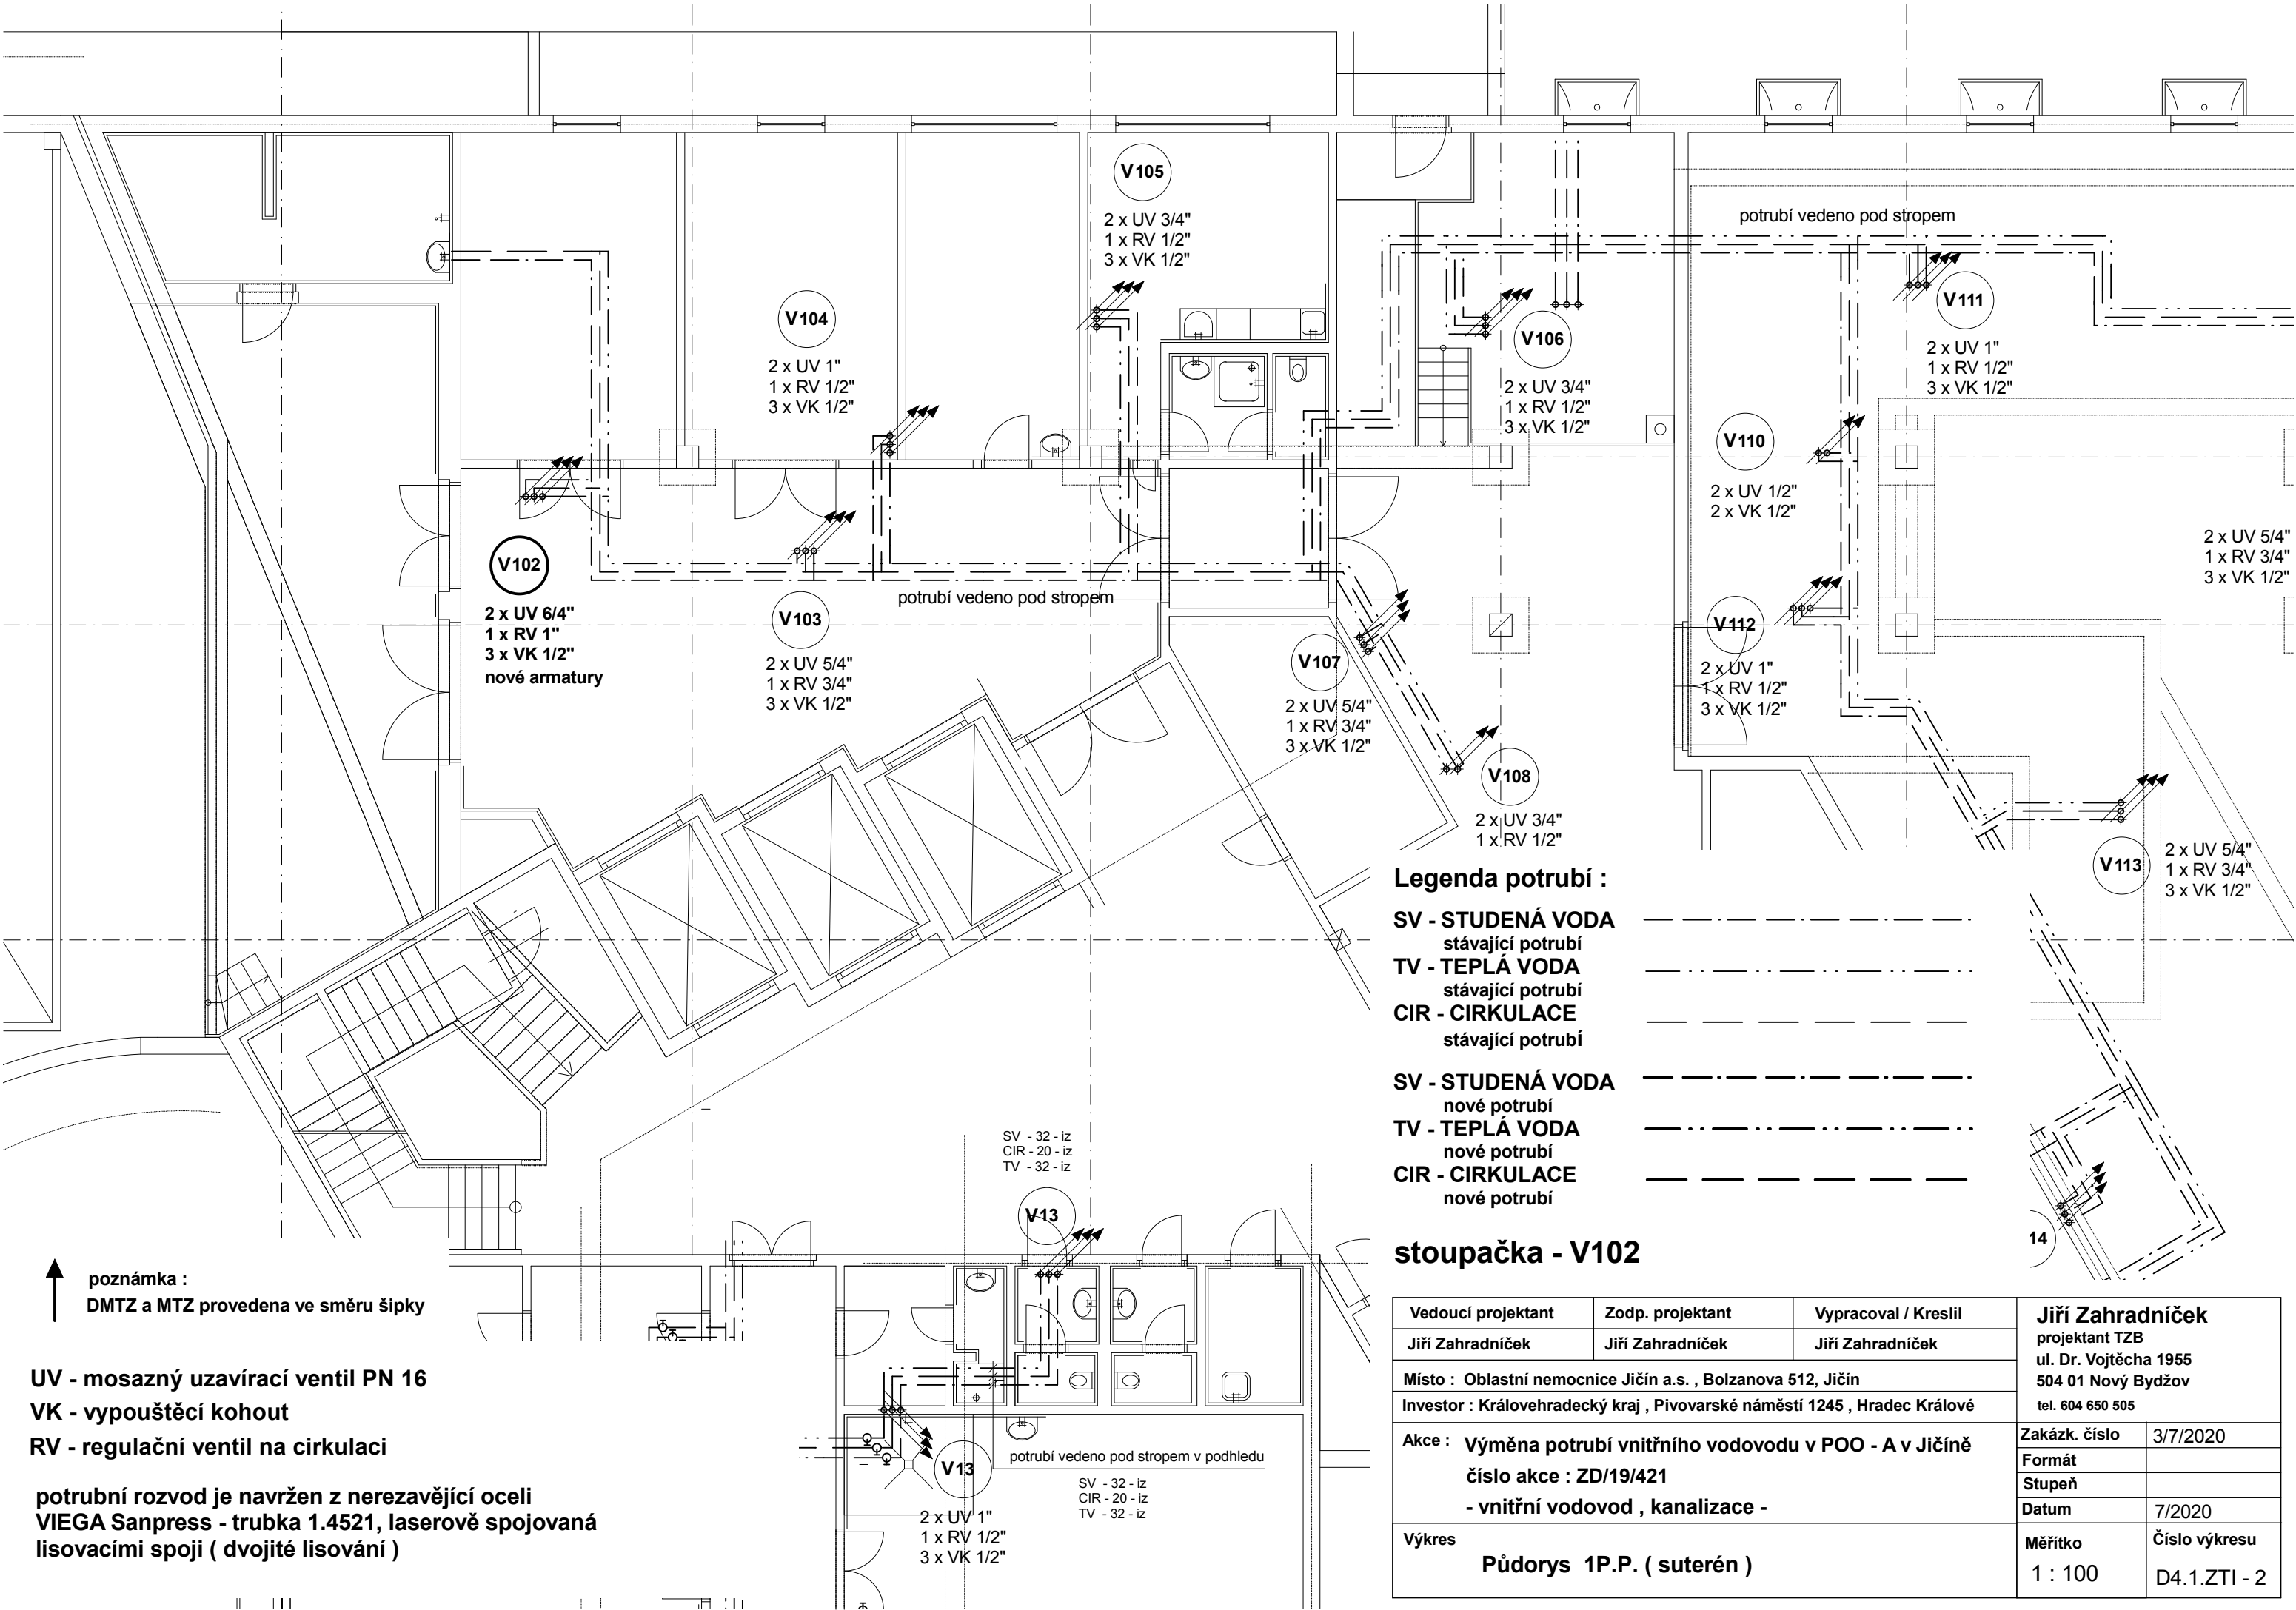 V105
2 x UV 3/4"
1 x RV 1/2"
3 x VK 1/2"
potrubí vedeno pod stropem
V104
2 x UV 1"
1 x RV 1/2"
3 x VK 1/2"
V106
2 x UV 3/4"
1 x RV 1/2"
3 x VK 1/2"
V111
2 x UV 1"
1 x RV 1/2"
3 x VK 1/2"
V110
2 x UV 1/2"
2 x VK 1/2"
2 x UV 5/4"
1 x RV 3/4"
3 x VK 1/2"
V102
2 x UV 6/4"
1 x RV 1"
3 x VK 1/2"
nové armatury
V103
2 x UV 5/4"
1 x RV 3/4"
3 x VK 1/2"
potrubí vedeno pod stropem
V107
2 x UV 5/4"
1 x RV 3/4"
3 x VK 1/2"
V112
2 x UV 1"
1 x RV 1/2"
3 x VK 1/2"
V108
2 x UV 3/4"
1 x RV 1/2"
V113
2 x UV 5/4"
1 x RV 3/4"
3 x VK 1/2"
Legenda potrubí :
SV - STUDENÁ VODA
stávající potrubí
TV - TEPLÁ VODA
stávající potrubí
CIR - CIRKULACE
stávající potrubí
SV - STUDENÁ VODA
nové potrubí
TV - TEPLÁ VODA
nové potrubí
CIR - CIRKULACE
nové potrubí
14
stoupačka - V102
SV - 32 - iz
CIR - 20 - iz
TV - 32 - iz
V13
V13
2 x UV 1"
1 x RV 1/2"
3 x VK 1/2"
potrubí vedeno pod stropem v podhledu
SV - 32 - iz
CIR - 20 - iz
TV - 32 - iz
poznámka :
DMTZ a MTZ provedena ve směru šipky
UV - mosazný uzavírací ventil PN 16
VK - vypouštěcí kohout
RV - regulační ventil na cirkulaci
potrubní rozvod je navržen z nerezavějící oceli
VIEGA Sanpress - trubka 1.4521, laserově spojovaná
lisovacími spoji ( dvojité lisování )
Vedoucí projektant Zodp. projektant Vypracoval / Kreslil
Jiří Zahradníček Jiří Zahradníček Jiří Zahradníček
Jiří Zahradníček
projektant TZB
ul. Dr. Vojtěcha 1955
504 01 Nový Bydžov
tel. 604 650 505
Místo : Oblastní nemocnice Jičín a.s. , Bolzanova 512, Jičín
Investor : Královehradecký kraj , Pivovarské náměstí 1245 , Hradec Králové
Akce : Výměna potrubí vnitřního vodovodu v POO - A v Jičíně
číslo akce : ZD/19/421
- vnitřní vodovod , kanalizace -
Zakázk. číslo 3/7/2020
Formát
Stupeň
Datum 7/2020
Výkres
Půdorys 1P.P. ( suterén )
Měřítko
1 : 100
Číslo výkresu
D4.1.ZTI - 2